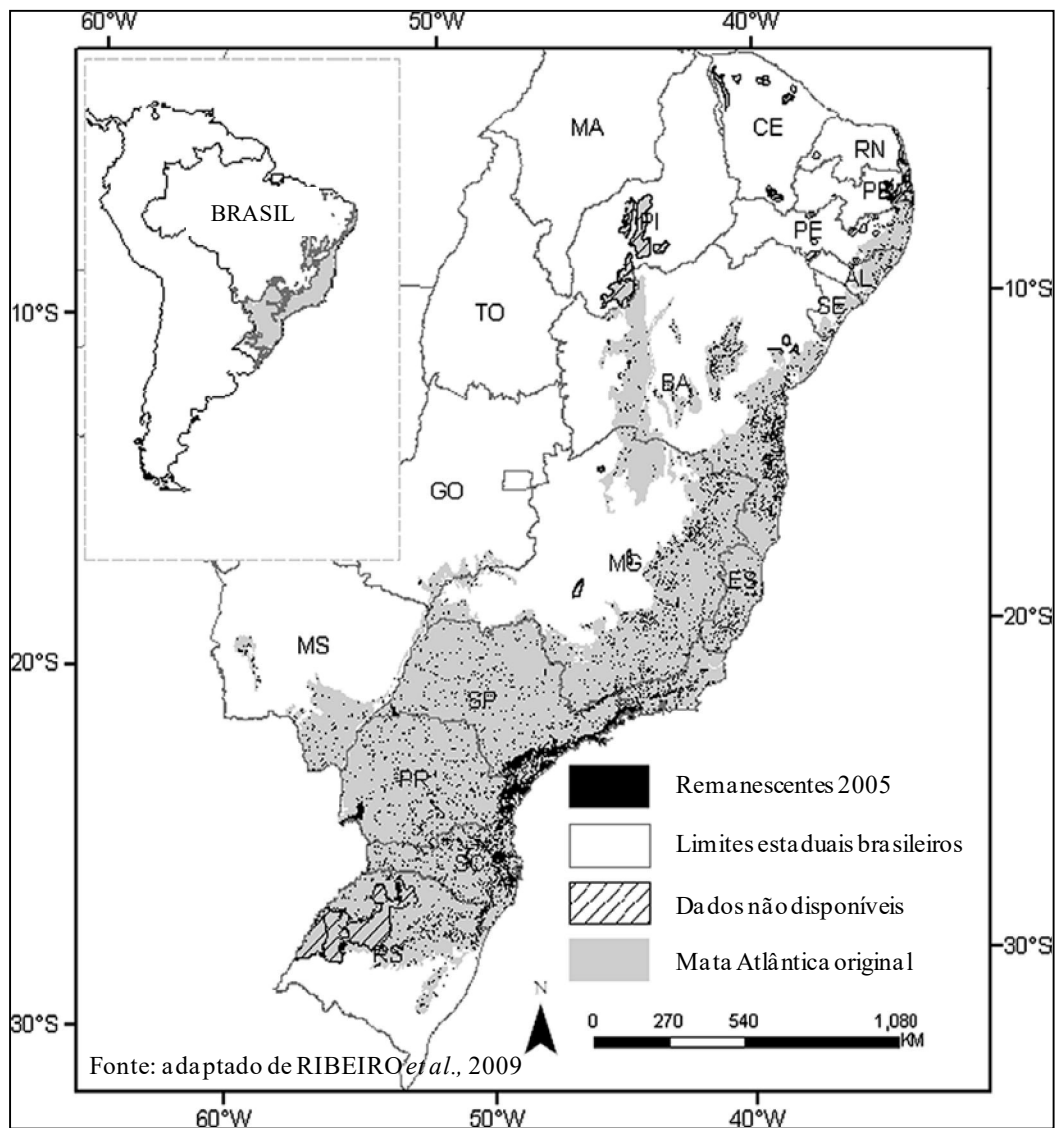 60°W 50°W 40°W
BRASIL
MA
CE
RN
PB
PI
PE
AL
SE
TO
BA
10°S 10°S
GO
MG
ES
MS
20°S 20°S
SP
PR
SC
RS
Remanescentes 2005
Limites estaduais brasileiros
Dados não disponíveis
Mata Atlântica original
30°S
30°S
N
0 270 540 1,080
KM
Fonte: adaptado de RIBEIRO et al., 2009
60°W 50°W 40°W